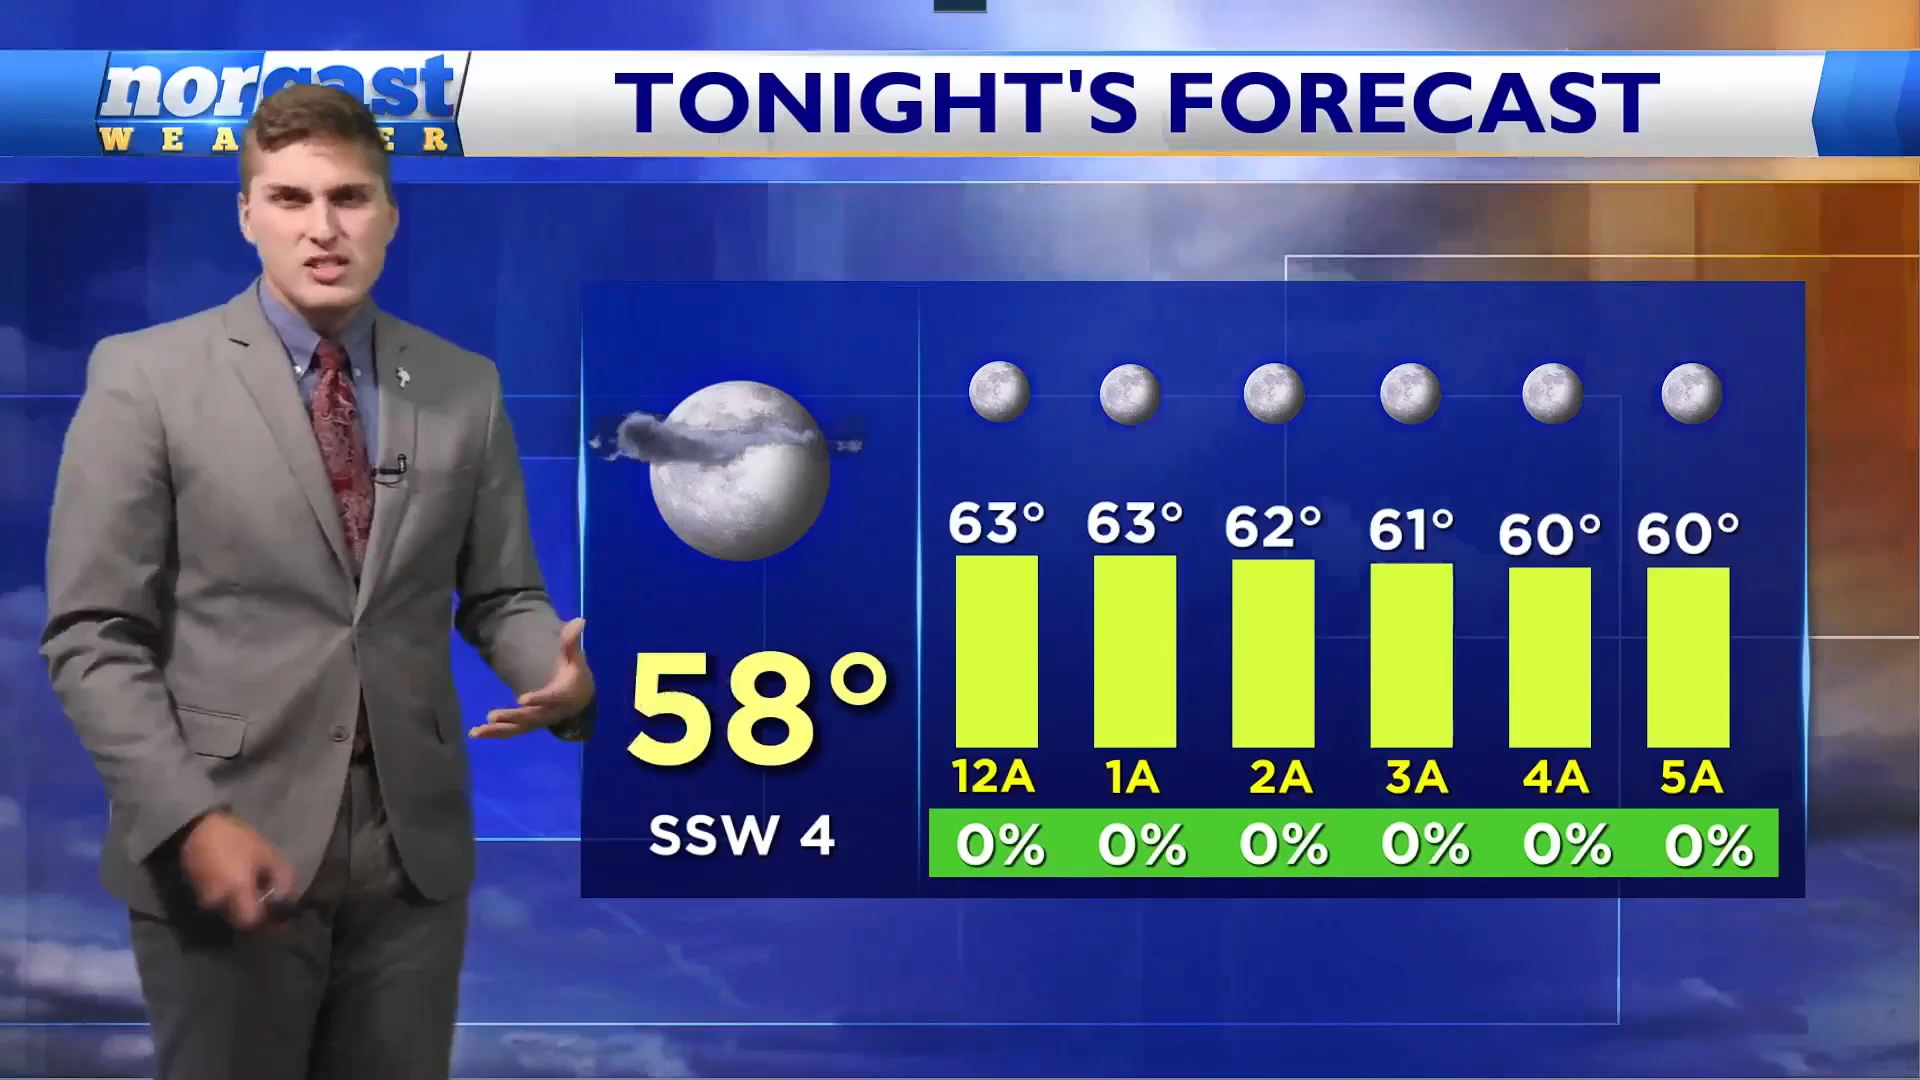 norcast
TONIGHT'S FORECAST
63° 63° 62° 61° 60° 60°
58°
12A 1A 2A 3A 4A 5A
SSW 4
0% 0% 0% 0% 0% 0%